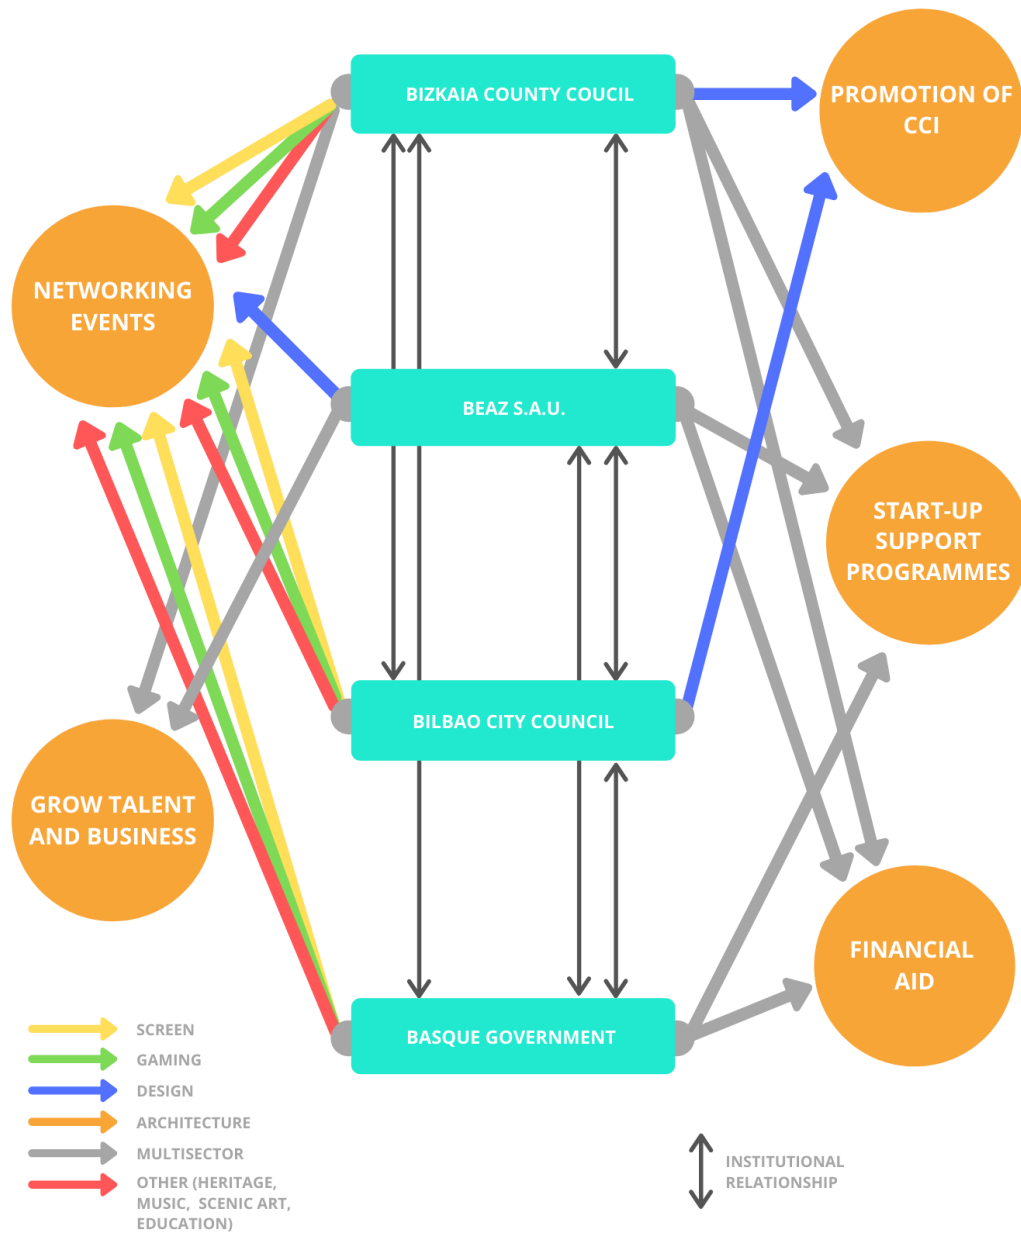 BIZKAIA COUNTY COUCIL
PROMOTION OF
CCI
NETWORKING
EVENTS
BEAZ S.A.U.
START-UP
SUPPORT
PROGRAMMES
BILBAO CITY COUNCIL
GROW TALENT
AND BUSINESS
FINANCIAL
AID
BASQUE GOVERNMENT
SCREEN
GAMING
DESIGN
ARCHITECTURE
MULTISECTOR
OTHER (HERITAGE,
MUSIC, SCENIC ART,
EDUCATION)
INSTITUTIONAL
RELATIONSHIP